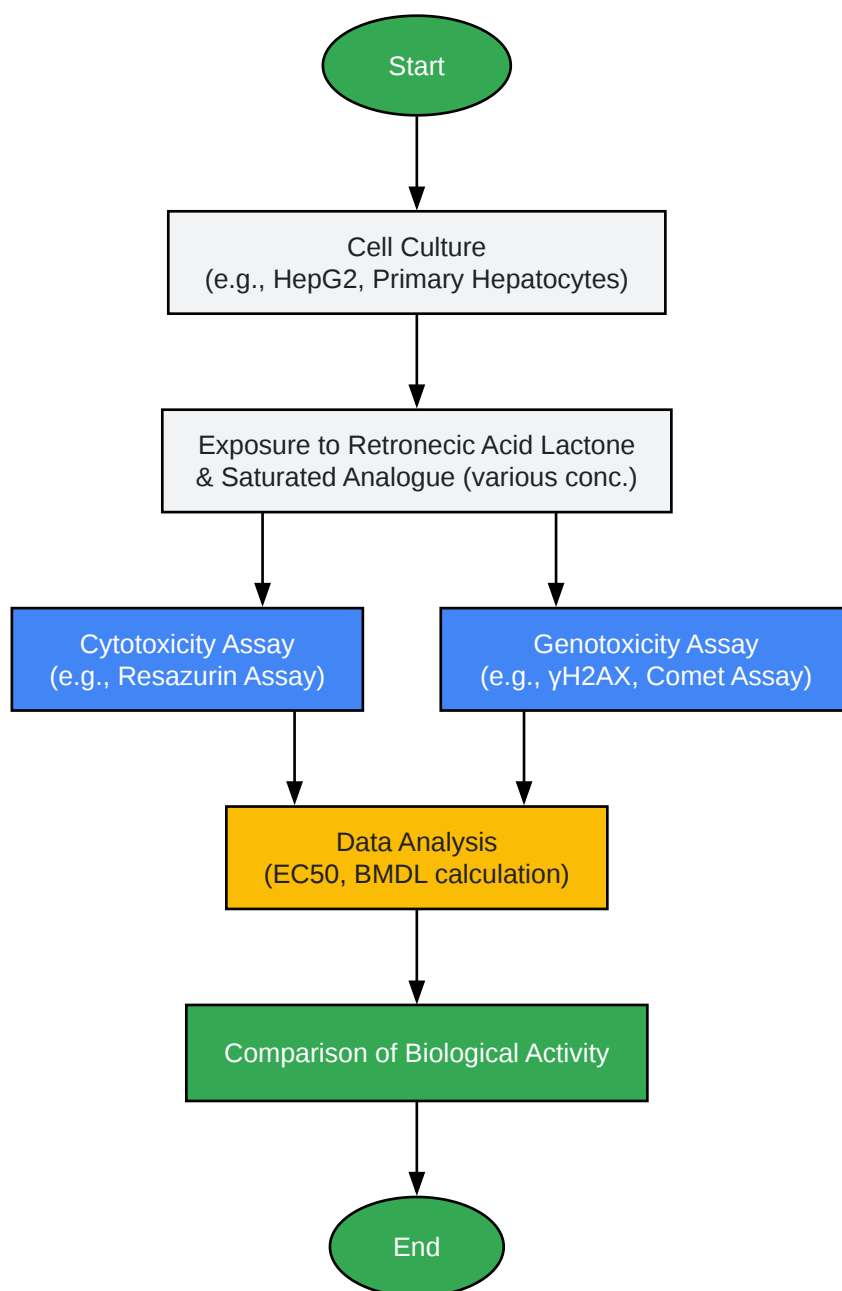 Start
Cell Culture
(e.g., HepG2, Primary Hepatocytes)
Exposure to Retronecic Acid Lactone
& Saturated Analogue (various conc.)
Cytotoxicity Assay
(e.g., Resazurin Assay)
Genotoxicity Assay
(e.g., γH2AX, Comet Assay)
Data Analysis
(EC50, BMDL calculation)
Comparison of Biological Activity
End